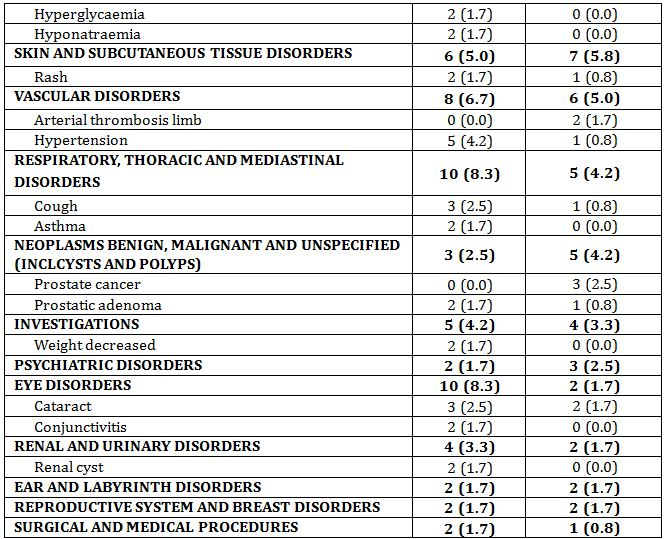 Hyperglycaemia 2 (1.7) 0 (0.0)
Hyponatraemia 2 (1.7) 0 (0.0)
SKIN AND SUBCUTANEOUS TISSUE DISORDERS 6 (5.0) 7 (5.8)
Rash 2 (1.7) 1 (0.8)
VASCULAR DISORDERS 8 (6.7) 6 (5.0)
Arterial thrombosis limb 0 (0.0) 2 (1.7)
Hypertension 5 (4.2) 1 (0.8)
RESPIRATORY, THORACIC AND MEDIASTINAL
DISORDERS 10 (8.3) 5 (4.2)
Cough 3 (2.5) 1 (0.8)
Asthma 2 (1.7) 0 (0.0)
NEOPLASMS BENIGN, MALIGNANT AND UNSPECIFIED
(INCLCYSTS AND POLYPS) 3 (2.5) 5 (4.2)
Prostate cancer 0 (0.0) 3 (2.5)
Prostatic adenoma 2 (1.7) 1 (0.8)
INVESTIGATIONS 5 (4.2) 4 (3.3)
Weight decreased 2 (1.7) 0 (0.0)
PSYCHIATRIC DISORDERS 2 (1.7) 3 (2.5)
EYE DISORDERS 10 (8.3) 2 (1.7)
Cataract 3 (2.5) 2 (1.7)
Conjunctivitis 2 (1.7) 0 (0.0)
RENAL AND URINARY DISORDERS 4 (3.3) 2 (1.7)
Renal cyst 2 (1.7) 0 (0.0)
EAR AND LABYRINTH DISORDERS 2 (1.7) 2 (1.7)
REPRODUCTIVE SYSTEM AND BREAST DISORDERS 2 (1.7) 2 (1.7)
SURGICAL AND MEDICAL PROCEDURES 2 (1.7) 1 (0.8)